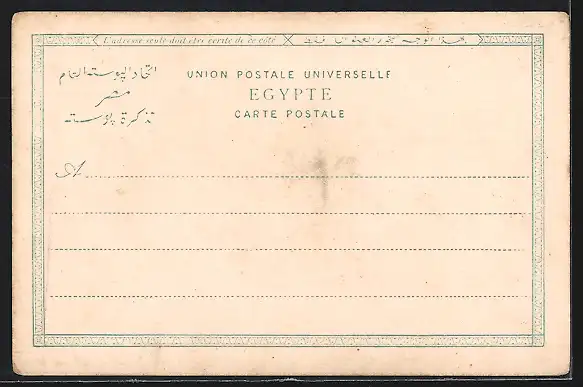 L'adresse seule doit être écrite de ce côté
اتحاد البوسته العام
مصر
تذكرة بوسته
UNION POSTALE UNIVERSELLE
EGYPTE
CARTE POSTALE
A